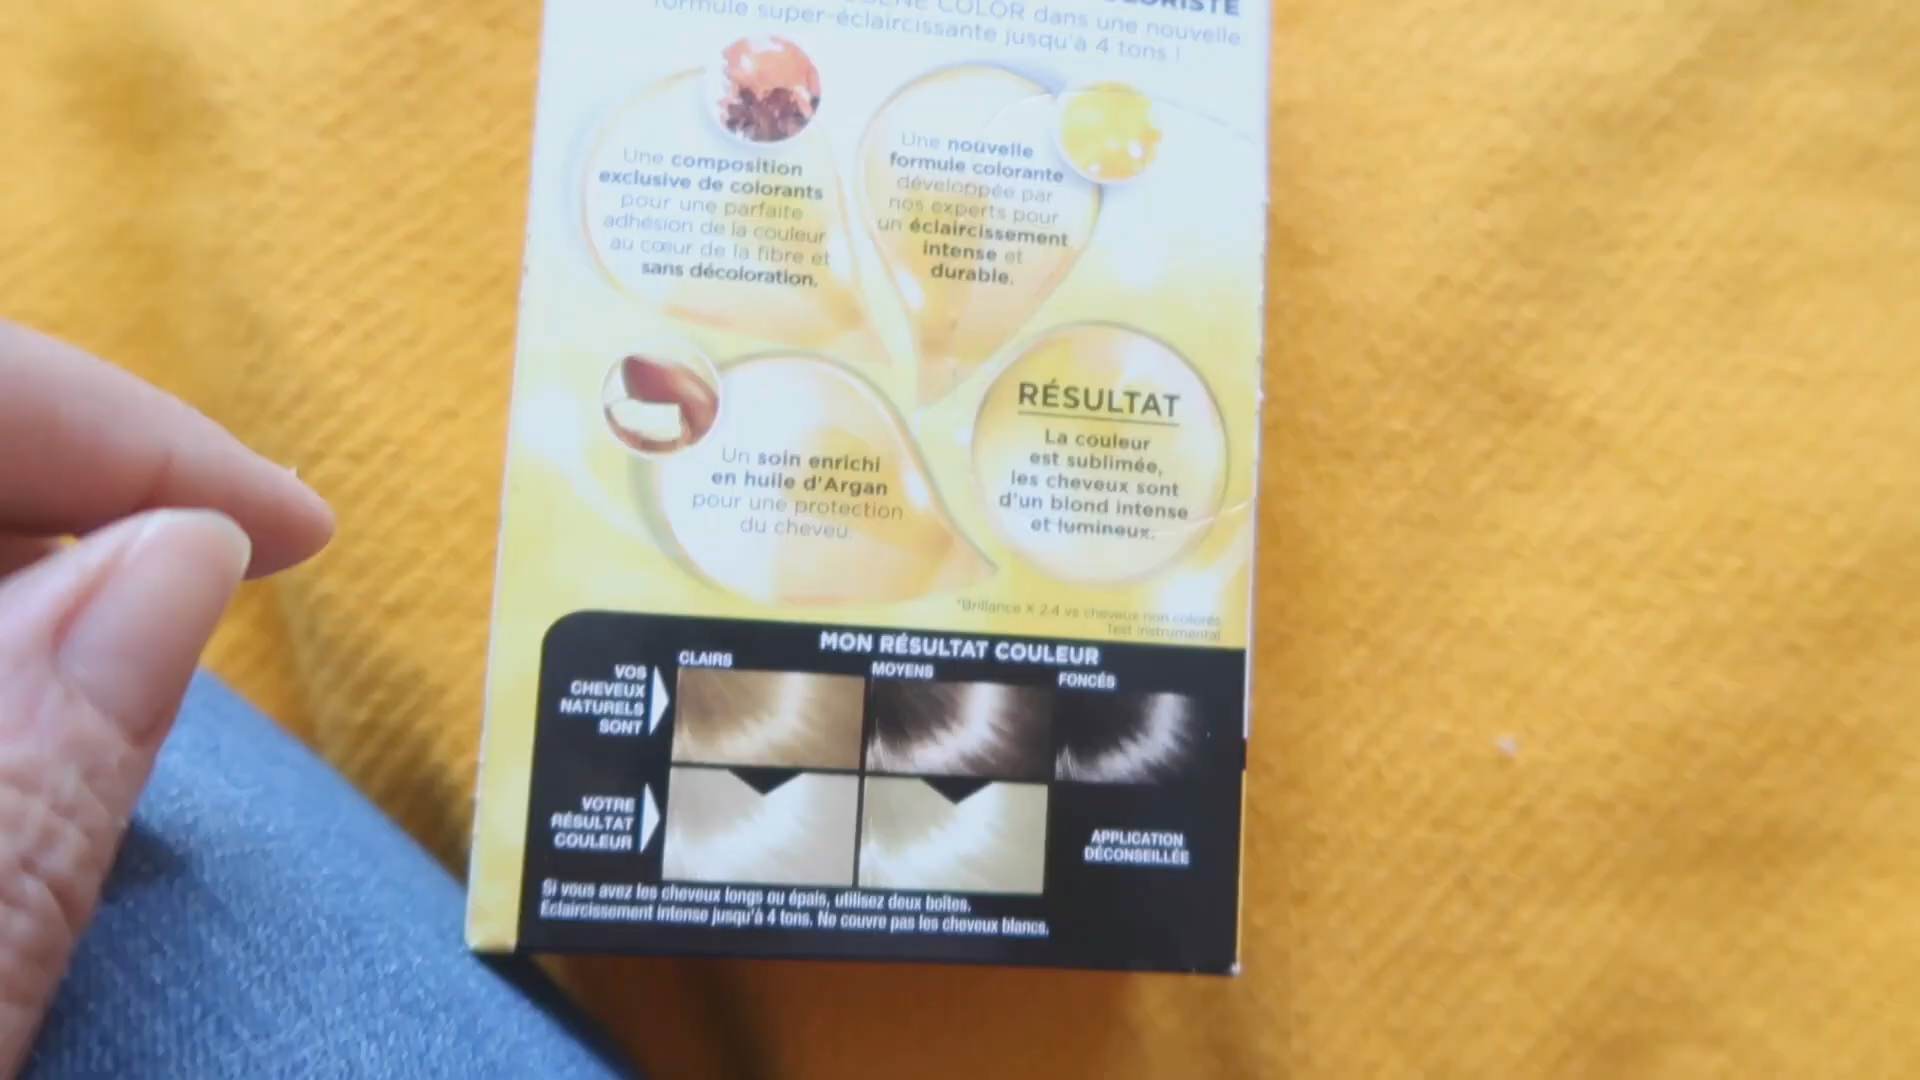 COLOR dans une nouvelle
formule super-éclaircissante jusqu'à 4 tons !
Une composition
exclusive de colorants
pour une parfaite
adhésion de la couleur
au cœur de la fibre et
sans décoloration.
Une nouvelle
formule colorante
développée par
nos experts pour
un éclaircissement
intense et
durable.
Un soin enrichi
en huile d'Argan
pour une protection
du cheveu.
RÉSULTAT
La couleur
est sublimée,
les cheveux sont
d'un blond intense
et lumineux.
*Brillance X 2.4 vs cheveux non colorés
Test instrumental
MON RÉSULTAT COULEUR
CLAIRS
MOYENS
FONCÉS
VOS
CHEVEUX
NATURELS
SONT
VOTRE
RÉSULTAT
COULEUR
APPLICATION
DÉCONSEILLÉE
Si vous avez les cheveux longs ou épais, utilisez deux boîtes.
Éclaircissement intense jusqu'à 4 tons. Ne couvre pas les cheveux blancs.